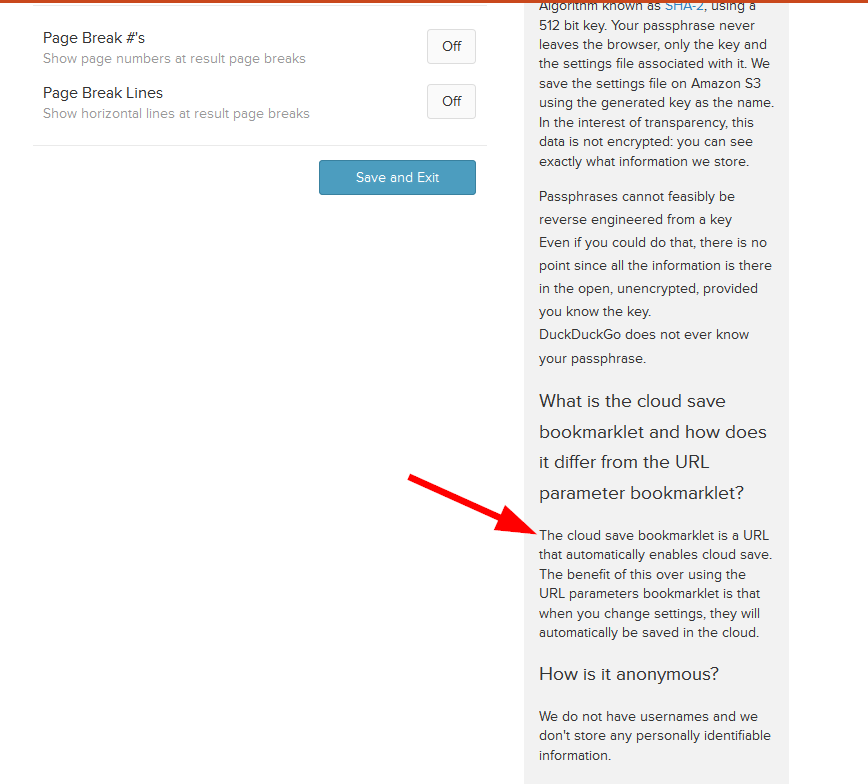 Page Break #'s
Show page numbers at result page breaks
Off
Page Break Lines
Show horizontal lines at result page breaks
Off
Save and Exit
Algorithm known as SHA-2, using a
512 bit key. Your passphrase never
leaves the browser, only the key and
the settings file associated with it. We
save the settings file on Amazon S3
using the generated key as the name.
In the interest of transparency, this
data is not encrypted: you can see
exactly what information we store.
Passphrases cannot feasibly be
reverse engineered from a key
Even if you could do that, there is no
point since all the information is there
in the open, unencrypted, provided
you know the key.
DuckDuckGo does not ever know
your passphrase.
What is the cloud save
bookmarklet and how does
it differ from the URL
parameter bookmarklet?
The cloud save bookmarklet is a URL
that automatically enables cloud save.
The benefit of this over using the
URL parameters bookmarklet is that
when you change settings, they will
automatically be saved in the cloud.
How is it anonymous?
We do not have usernames and we
don't store any personally identifiable
information.